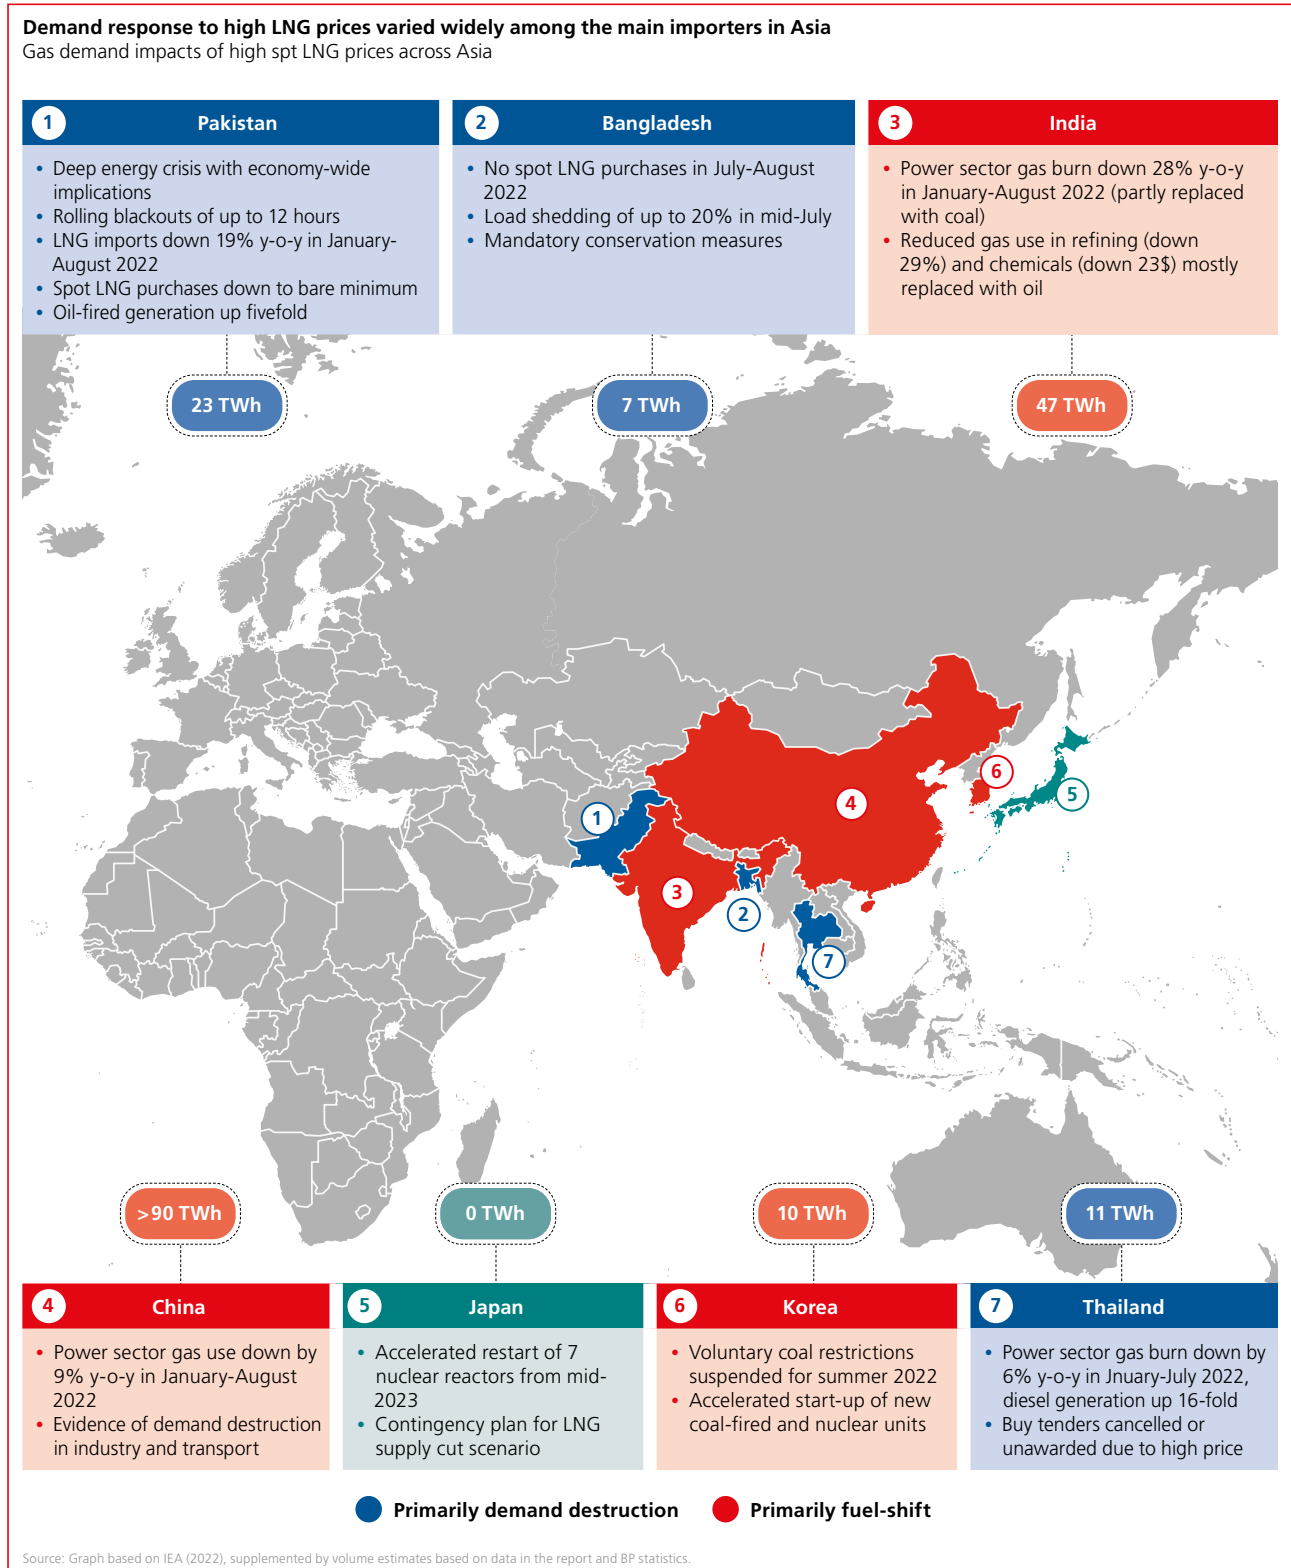 Demand response to high LNG prices varied widely among the main importers in Asia
Gas demand impacts of high spt LNG prices across Asia
1 Pakistan
• Deep energy crisis with economy-wide
implications
• Rolling blackouts of up to 12 hours
• LNG imports down 19% y-o-y in January-
August 2022
• Spot LNG purchases down to bare minimum
• Oil-fired generation up fivefold
2 Bangladesh
• No spot LNG purchases in July-August
2022
• Load shedding of up to 20% in mid-July
• Mandatory conservation measures
3 India
• Power sector gas burn down 28% y-o-y
in January-August 2022 (partly replaced
with coal)
• Reduced gas use in refining (down
29%) and chemicals (down 23$) mostly
replaced with oil
23 TWh
7 TWh
47 TWh
6
5
4
1
3
2
7
>90 TWh
0 TWh
10 TWh
11 TWh
4 China
• Power sector gas use down by
9% y-o-y in January-August
2022
• Evidence of demand destruction
in industry and transport
5 Japan
• Accelerated restart of 7
nuclear reactors from mid-
2023
• Contingency plan for LNG
supply cut scenario
6 Korea
• Voluntary coal restrictions
suspended for summer 2022
• Accelerated start-up of new
coal-fired and nuclear units
7 Thailand
• Power sector gas burn down by
6% y-o-y in Jnuary-July 2022,
diesel generation up 16-fold
• Buy tenders cancelled or
unawarded due to high price
Primarily demand destruction
Primarily fuel-shift
Source: Graph based on IEA (2022), supplemented by volume estimates based on data in the report and BP statistics.